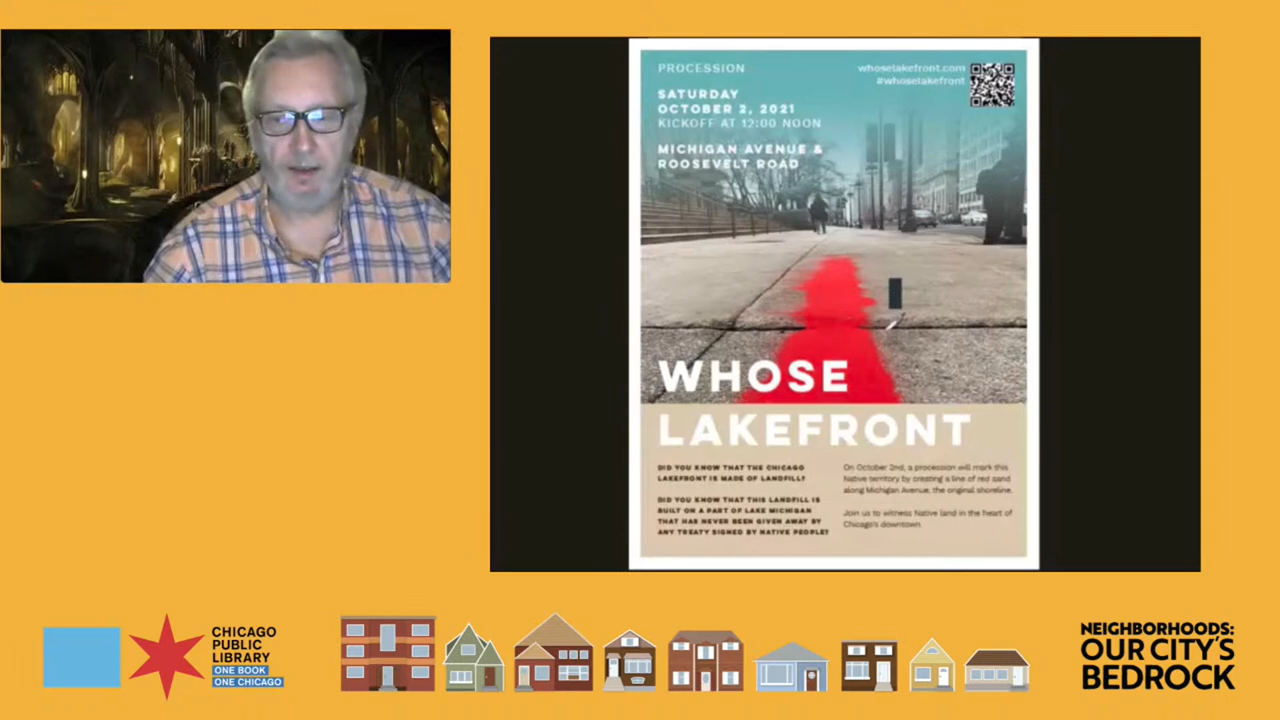 PROCESSION
SATURDAY
OCTOBER 2, 2021
KICKOFF AT 12:00 NOON
MICHIGAN AVENUE &
ROOSEVELT ROAD
whoselakefront.com
#whoselakefront
WHOSE
LAKEFRONT
DID YOU KNOW THAT THE CHICAGO
LAKEFRONT IS MADE OF LANDFILL?
DID YOU KNOW THAT THIS LANDFILL IS
BUILT ON A PART OF LAKE MICHIGAN
THAT HAS NEVER BEEN GIVEN AWAY BY
ANY TREATY SIGNED BY NATIVE PEOPLE?
On October 2nd, a procession will mark this
Native territory by creating a line of red sand
along Michigan Avenue, the original shoreline.
Join us to witness Native land in the heart of
Chicago's downtown
CHICAGO
PUBLIC
LIBRARY
ONE BOOK
ONE CHICAGO
NEIGHBORHOODS:
OUR CITY'S
BEDROCK